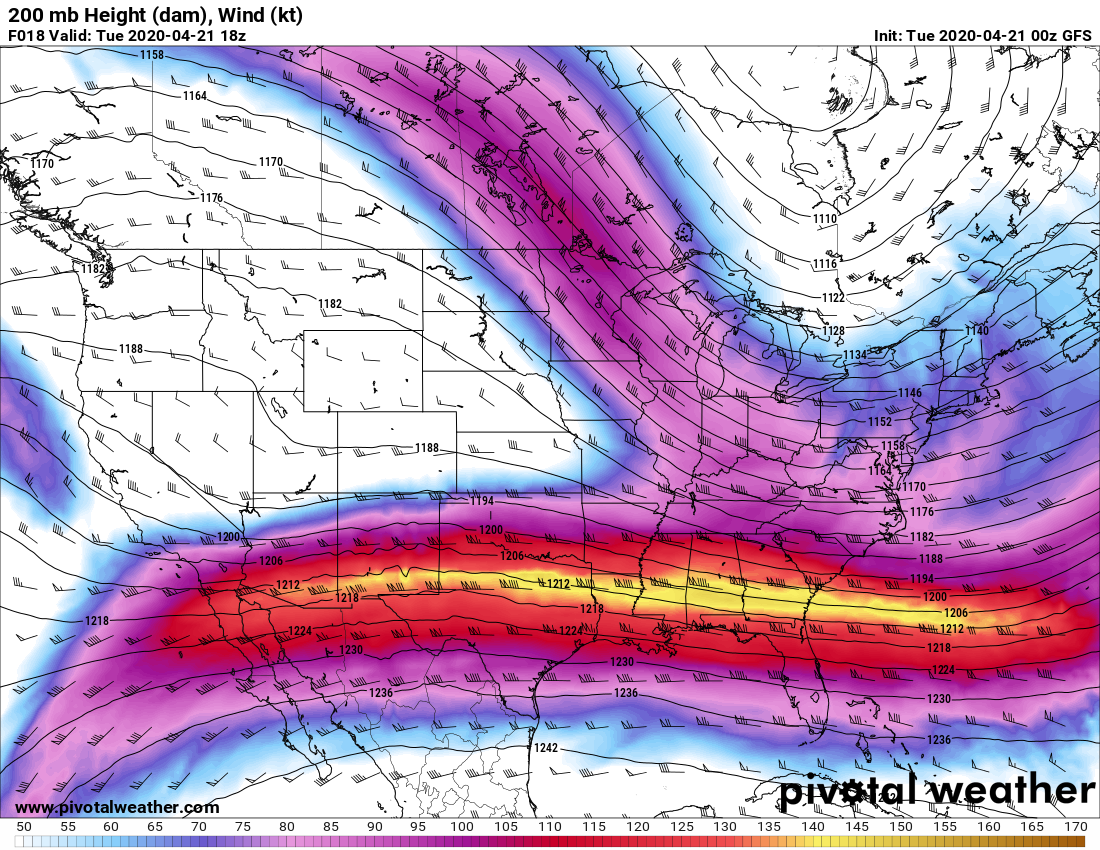 200 mb Height (dam), Wind (kt)
F018 Valid: Tue 2020-04-21 18z Init: Tue 2020-04-21 00z GFS
1158
1164
1170 1170
1176
1110
1182 1116
1182 1122
1128 1140
1188 1134
1146
1152
1188 1158
1164
1170
1194 1176
1200 1200 1182
1206 1206 1188
1212 1212 1194
1218 1218 1200
1218 1206
1224 1224 1212
1230 1230 1218
1224
1236 1236 1230
1242 1236
pivotal weather
www.pivotalweather.com
50 55 60 65 70 75 80 85 90 95 100 105 110 115 120 125 130 135 140 145 150 155 160 165 170